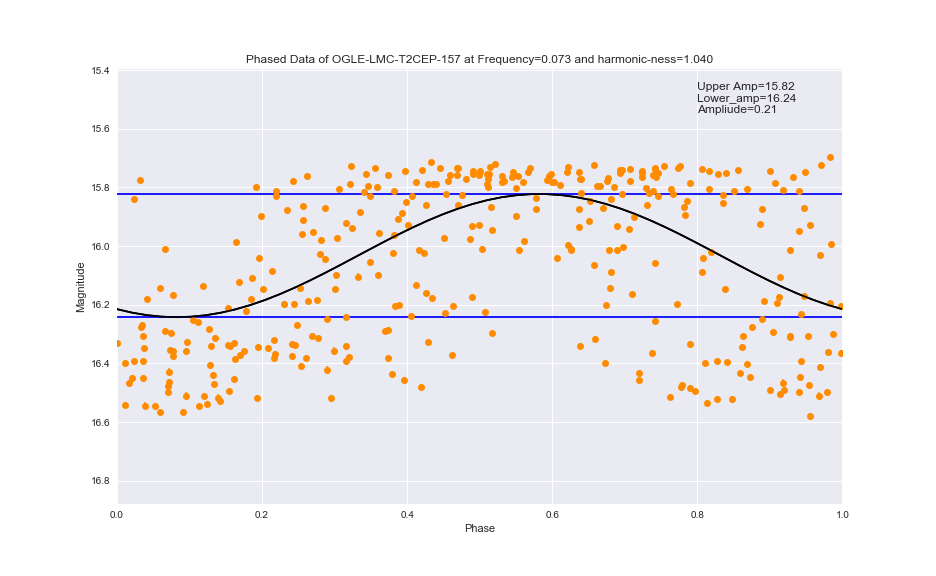 Phased Data of OGLE-LMC-T2CEP-157 at Frequency=0.073 and harmonic-ness=1.040
Upper Amp=15.82
Lower_amp=16.24
Ampliude=0.21
15.4
15.6
15.8
16.0
16.2
16.4
16.6
16.8
Magnitude
0.0 0.2 0.4 0.6 0.8 1.0
Phase